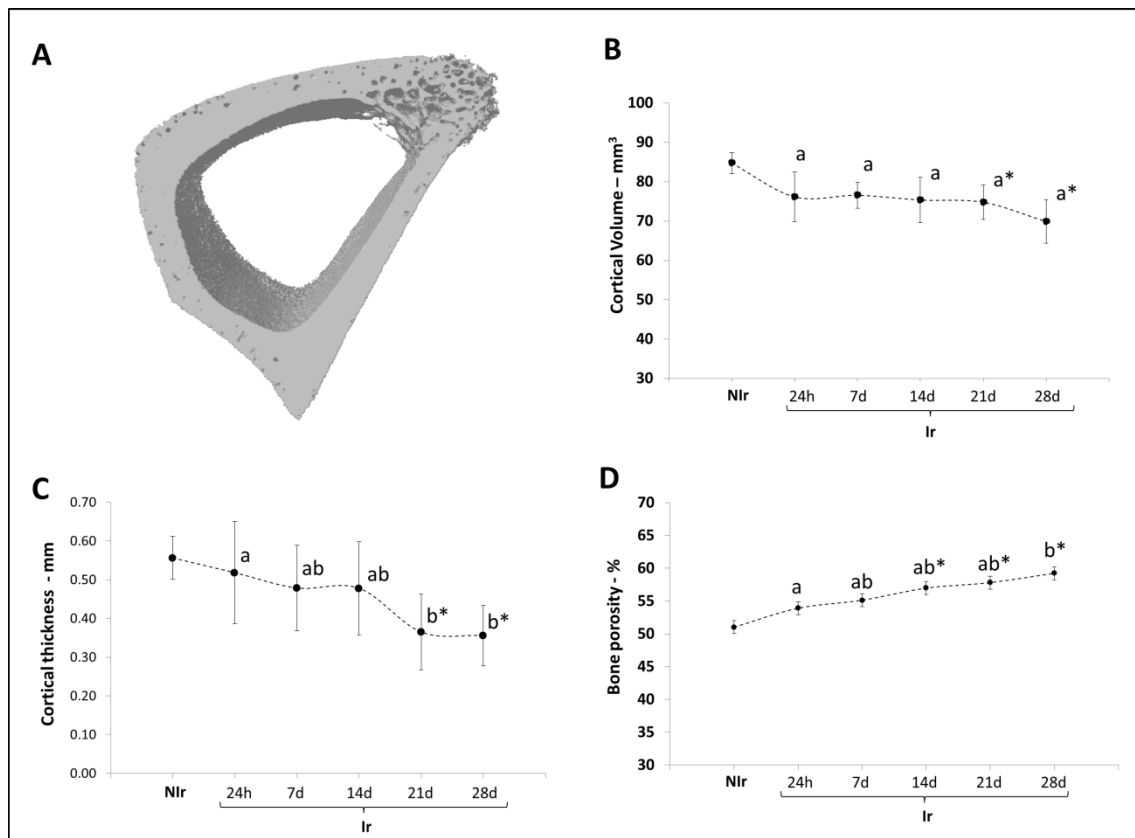 A
B
Cortical Volume – mm³
100
90
80
70
60
50
40
30
a
a
a
a*
a*
NIr
24h
7d
14d
21d
28d
Ir
C
Cortical thickness - mm
0.70
0.60
0.50
0.40
0.30
0.20
0.10
0.00
a
ab
ab
b*
b*
NIr
24h
7d
14d
21d
28d
Ir
D
Bone porosity - %
70
65
60
55
50
45
40
35
30
a
ab
ab*
ab*
b*
NIr
24h
7d
14d
21d
28d
Ir